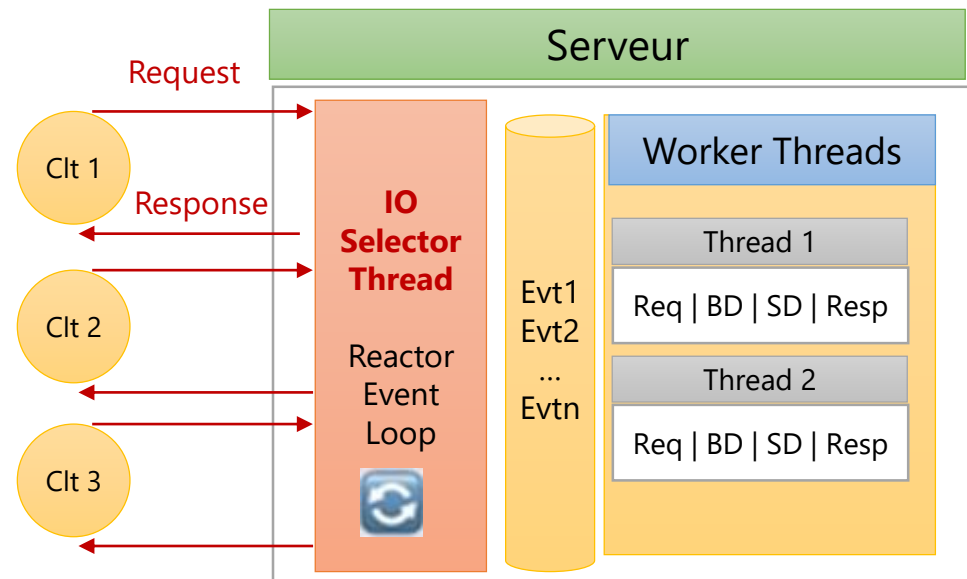 Serveur
Request
Clt 1
Response
Clt 2
Clt 3
IO
Selector
Thread
Reactor
Event
Loop
Evt1
Evt2
...
Evtn
Worker Threads
Thread 1
Req | BD | SD | Resp
Thread 2
Req | BD | SD | Resp